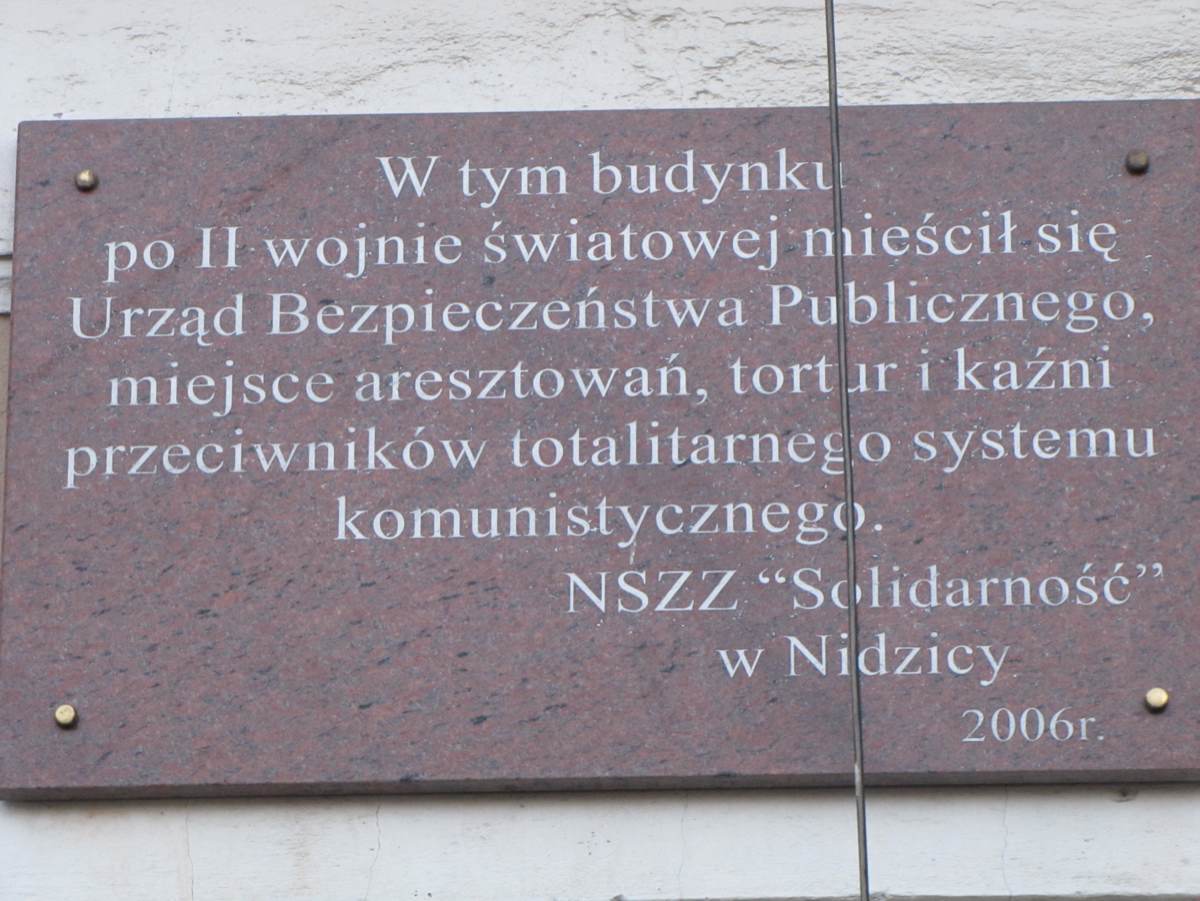 W tym budynku
po II wojnie światowej mieścił się
Urząd Bezpieczeństwa Publicznego,
miejsce aresztowań, tortur i kaźni
przeciwników totalitarnego systemu
komunistycznego.
NSZZ “Solidarność”
w Nidzicy
2006r.